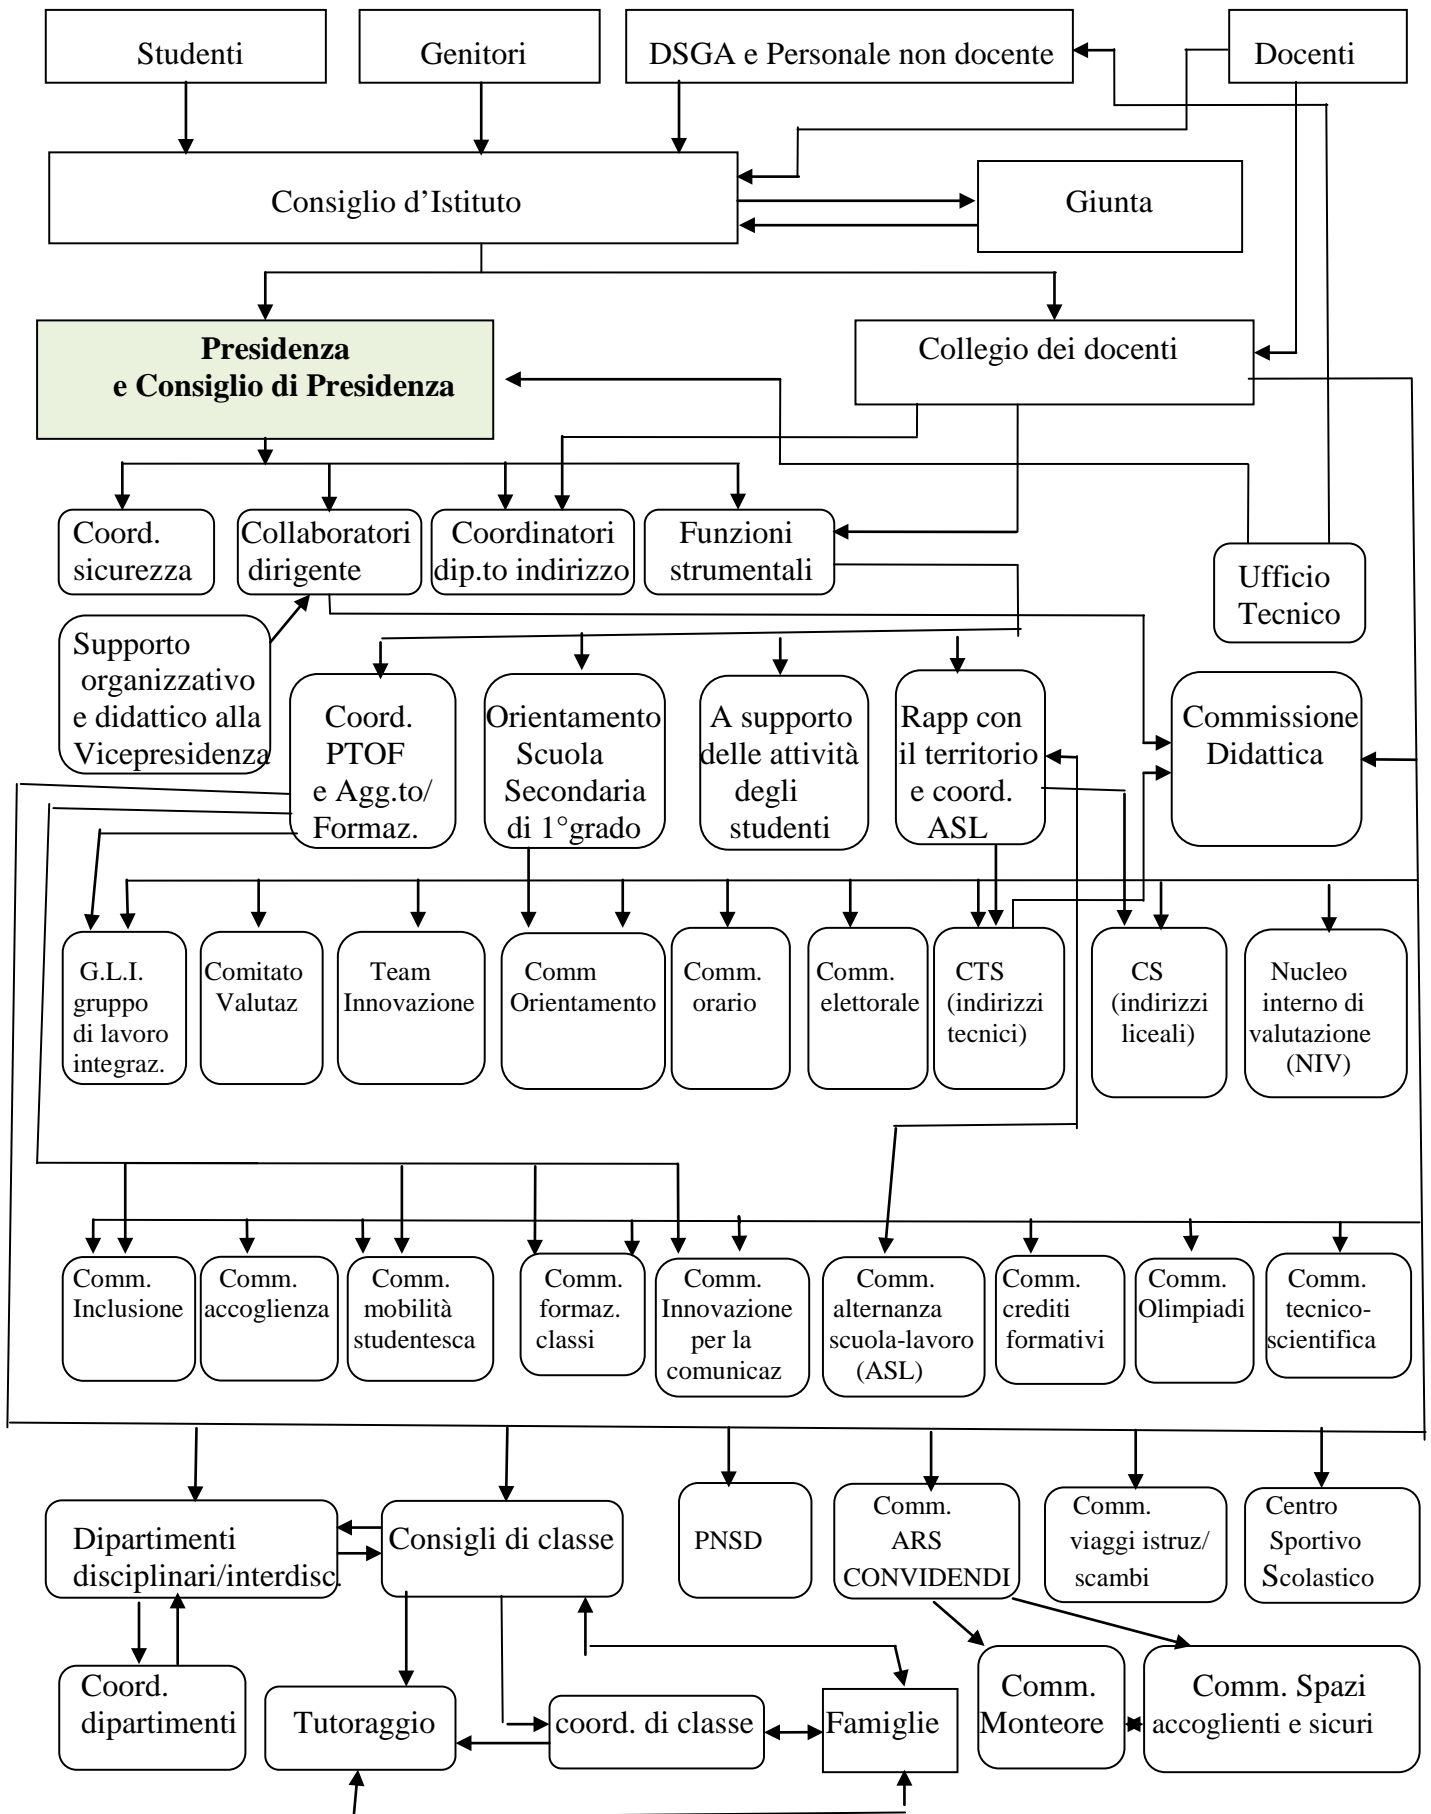 Studenti
Genitori
DSGA e Personale non docente
Docenti
Consiglio d’Istituto
Giunta
Presidenza
e Consiglio di Presidenza
Collegio dei docenti
Coord.
sicurezza
Collaboratori
dirigente
Coordinatori
dip.to indirizzo
Funzioni
strumentali
Ufficio
Tecnico
Supporto
organizzativo
e didattico alla
Vicepresidenza
Coord.
PTOF
e Agg.to/
Formaz.
Orientamento
Scuola
Secondaria
di 1°grado
A supporto
delle attività
degli
studenti
Rapp con
il territorio
e coord.
ASL
Commissione
Didattica
G.L.I.
gruppo
di lavoro
integraz.
Comitato
Valutaz
Team
Innovazione
Comm
Orientamento
Comm.
orario
Comm.
elettorale
CTS
(indirizzi
tecnici)
CS
(indirizzi
liceali)
Nucleo
interno di
valutazione
(NIV)
Comm.
Inclusione
Comm.
accoglienza
Comm.
mobilità
studentesca
Comm.
formaz.
classi
Comm.
Innovazione
per la
comunicaz
Comm.
alternanza
scuola-lavoro
(ASL)
Comm.
crediti
formativi
Comm.
Olimpiadi
Comm.
tecnico-
scientifica
Dipartimenti
disciplinari/interdisc.
Consigli di classe
PNSD
Comm.
ARS
CONVIDENDI
Comm.
viaggi istruz/
scambi
Centro
Sportivo
Scolastico
Coord.
dipartimenti
Tutoraggio
coord. di classe
Famiglie
Comm.
Monteore
Comm. Spazi
accoglienti e sicuri